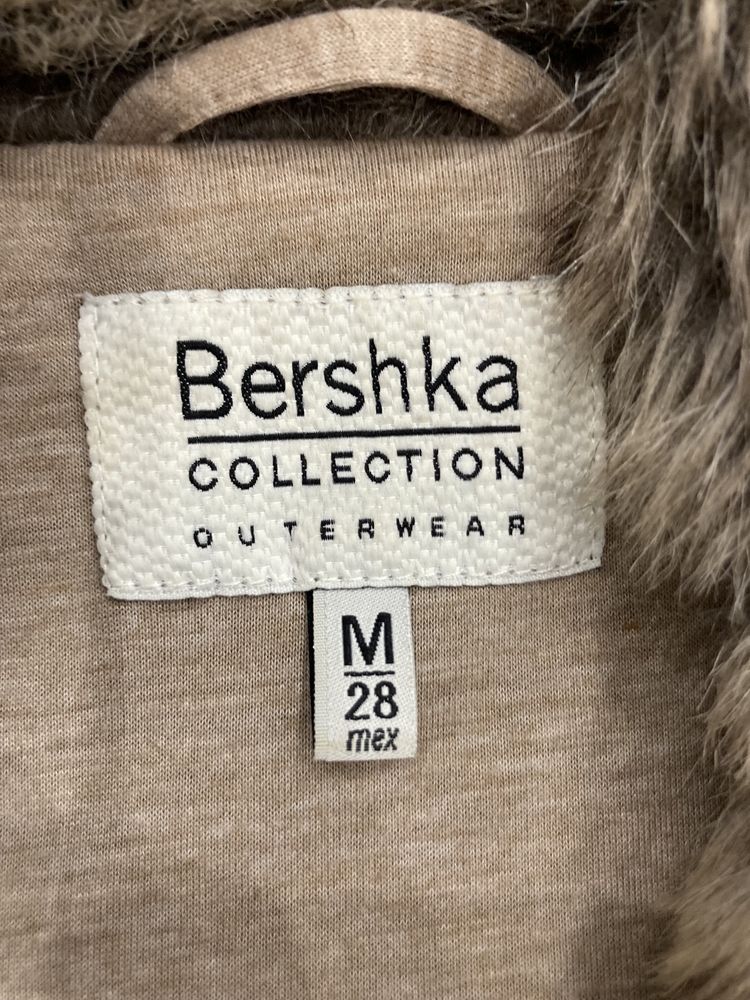 Bershka
COLLECTION
OUTERWEAR
M
28
mex